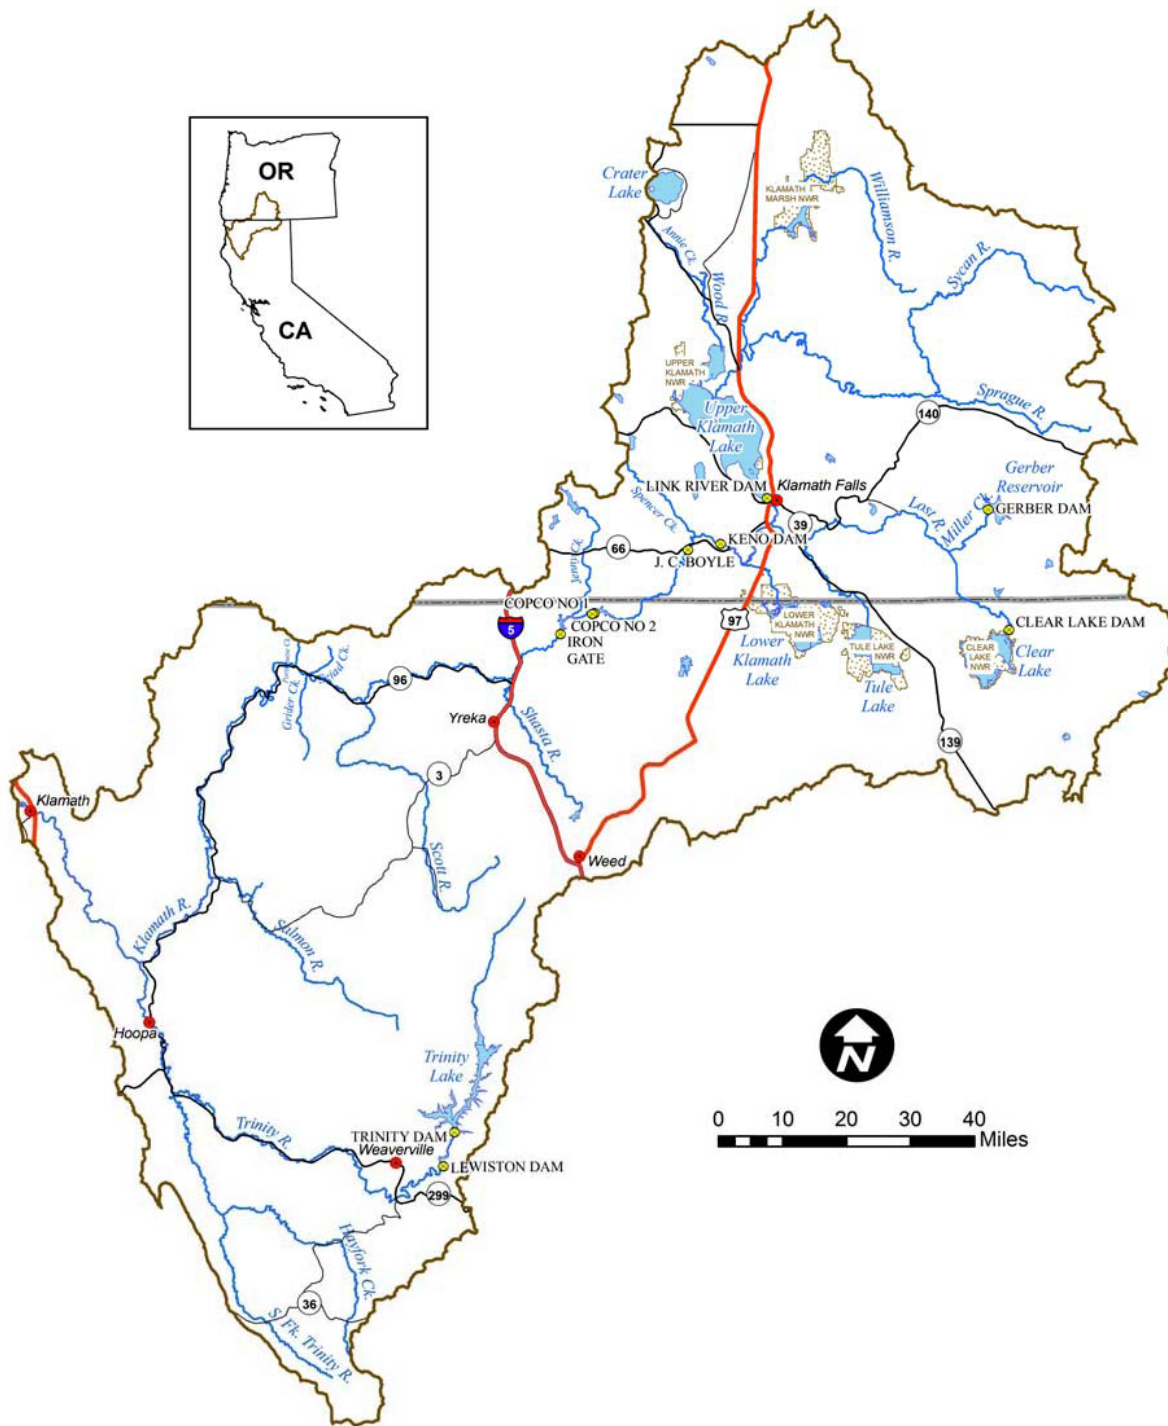 OR
CA
Crater
Lake
KLAMATH
MARSH NWR
Williamson R.
Annie Ck.
Sycan R.
Wood R.
UPPER
KLAMATH
NWR
Upper
Klamath
Lake
Sprague R.
140
Gerber
Reservoir
LINK RIVER DAM
Klamath Falls
Spencer Ck.
Lost R.
Miller Ck.
GERBER DAM
39
KENO DAM
66
J. C. BOYLE
Jenny Ck.
COPCO NO 1
COPCO NO 2
IRON
GATE
5
97
LOWER
KLAMATH
NWR
Lower
Klamath
Lake
TULE LAKE
NWR
Tule
Lake
CLEAR LAKE DAM
CLEAR
LAKE
NWR
Clear
Lake
Grider Ck.
96
Yreka
Shasta R.
3
139
Klamath
Weed
Scott R.
Klamath R.
Salmon R.
Hoopa
Trinity
Lake
N
Trinity R.
TRINITY DAM
Weaverville
LEWISTON DAM
299
0 10 20 30 40
Miles
Hayfork Ck.
36
S. Fk. Trinity R.